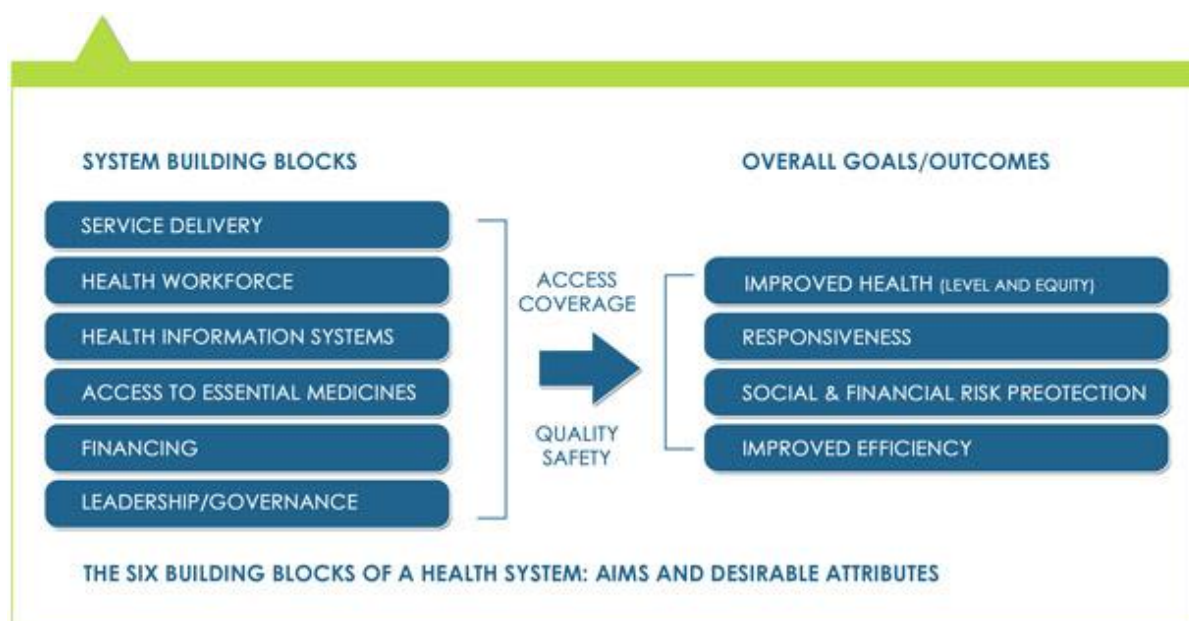 SYSTEM BUILDING BLOCKS
SERVICE DELIVERY
HEALTH WORKFORCE
HEALTH INFORMATION SYSTEMS
ACCESS TO ESSENTIAL MEDICINES
FINANCING
LEADERSHIP/GOVERNANCE
ACCESS
COVERAGE
QUALITY
SAFETY
OVERALL GOALS/OUTCOMES
IMPROVED HEALTH (LEVEL AND EQUITY)
RESPONSIVENESS
SOCIAL & FINANCIAL RISK PREOTECTION
IMPROVED EFFICIENCY
THE SIX BUILDING BLOCKS OF A HEALTH SYSTEM: AIMS AND DESIRABLE ATTRIBUTES